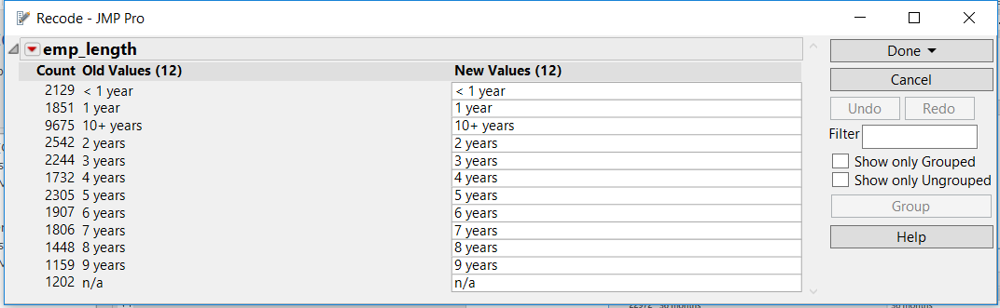 Recode - JMP Pro
emp_length
Count Old Values (12) New Values (12)
2129 < 1 year < 1 year
1851 1 year 1 year
9675 10+ years 10+ years
2542 2 years 2 years
2244 3 years 3 years
1732 4 years 4 years
2305 5 years 5 years
1907 6 years 6 years
1806 7 years 7 years
1448 8 years 8 years
1159 9 years 9 years
1202 n/a n/a
Done
Cancel
Undo Redo
Filter
Show only Grouped
Show only Ungrouped
Group
Help